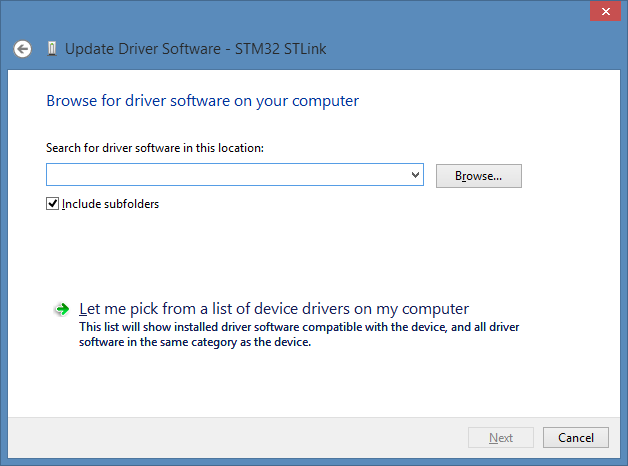 Update Driver Software - STM32 STLink
Browse for driver software on your computer
Search for driver software in this location:
Browse...
Include subfolders
Let me pick from a list of device drivers on my computer
This list will show installed driver software compatible with the device, and all driver
software in the same category as the device.
Next
Cancel